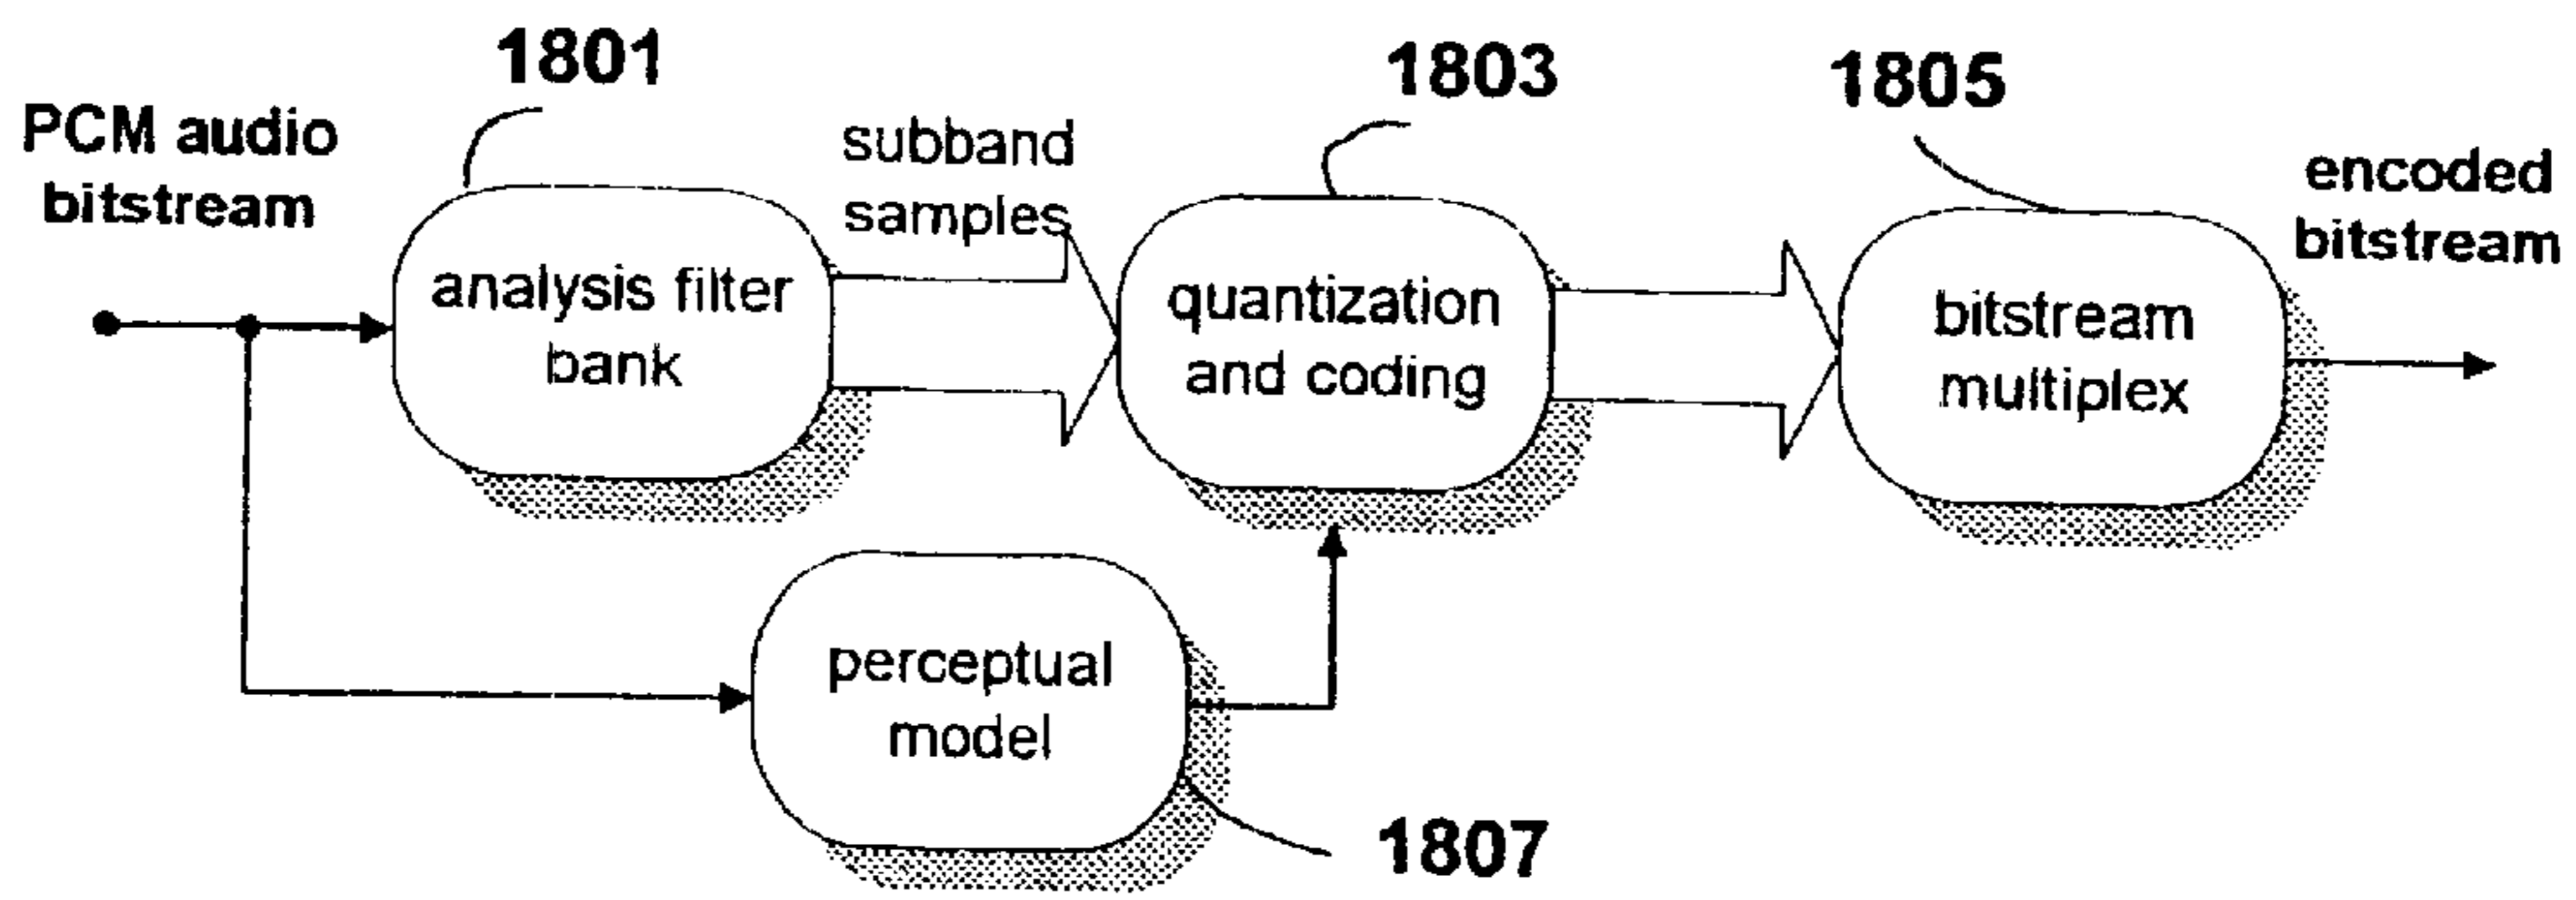 1801
1803
1805
PCM audio
bitstream
subband
samples
encoded
bitstream
analysis filter
bank
quantization
and coding
bitstream
multiplex
perceptual
model
1807